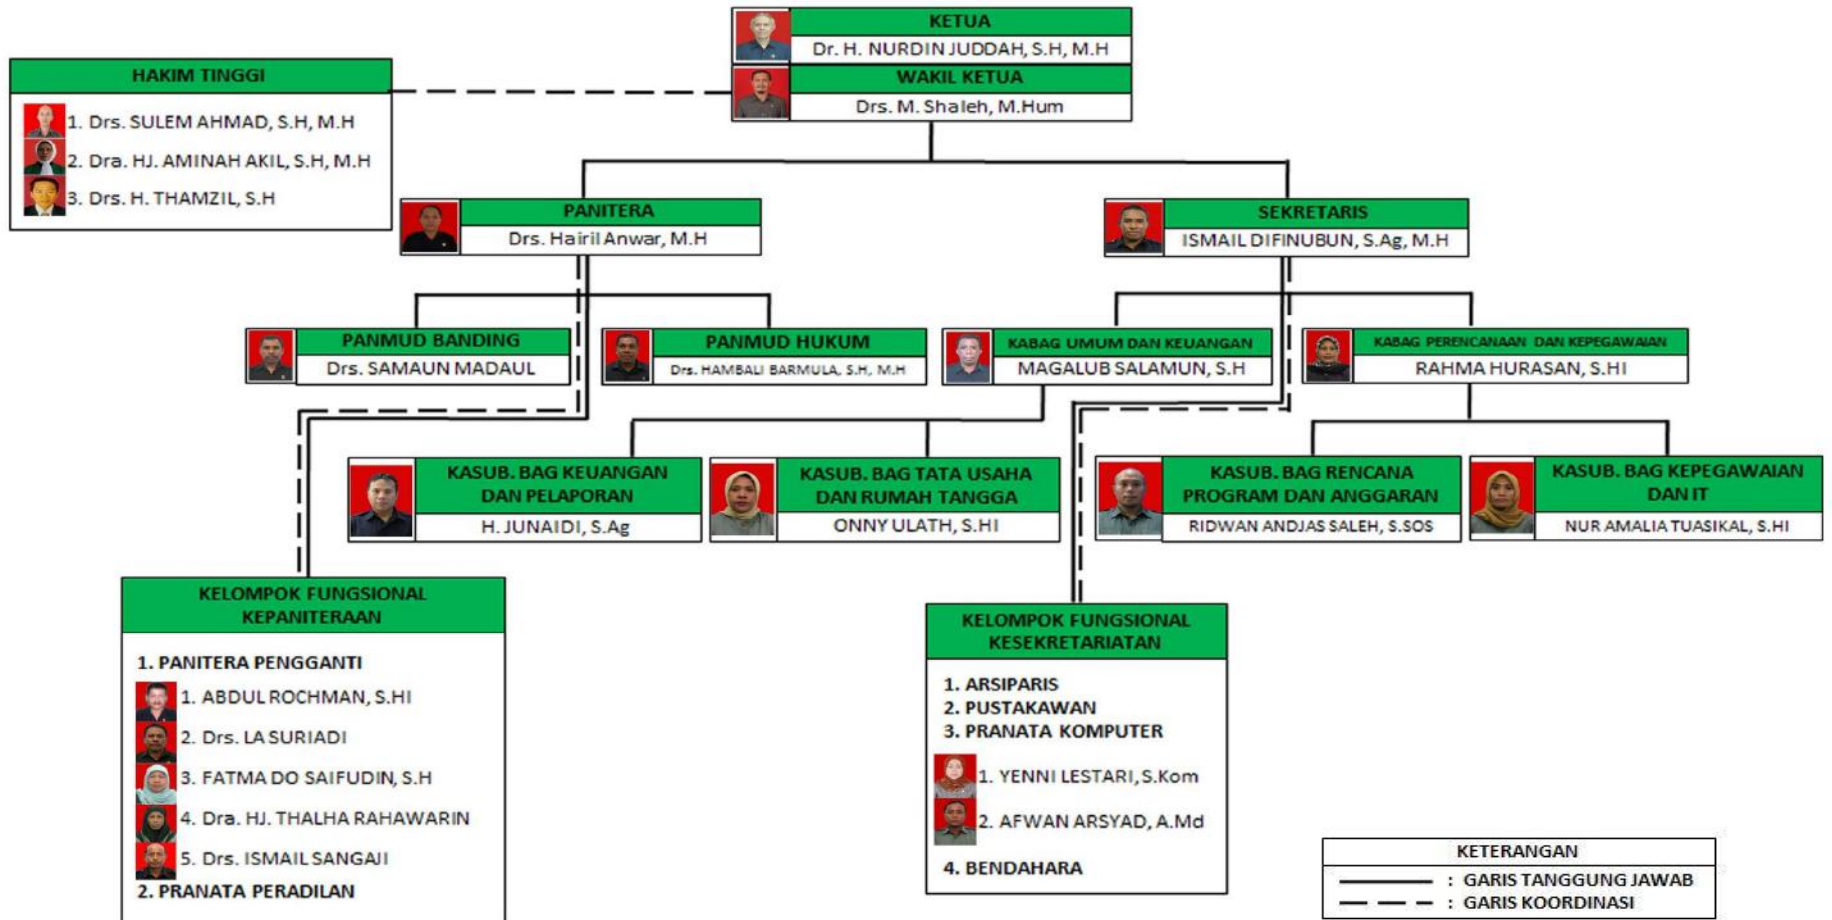 KETUA
Dr. H. NURDIN JUDDAH, S.H, M.H
WAKIL KETUA
Drs. M. Shaleh, M.Hum
HAKIM TINGGI
1. Drs. SULEM AHMAD, S.H, M.H
2. Dra. HJ. AMINAH AKIL, S.H, M.H
3. Drs. H. THAMZIL, S.H
PANITERA
Drs. Hairil Anwar, M.H
SEKRETARIS
ISMAIL DIFINUBUN, S.Ag, M.H
PANMUD BANDING
Drs. SAMAUN MADAUL
PANMUD HUKUM
Drs. HAMBALI BARMULA, S.H, M.H
KABAG UMUM DAN KEUANGAN
MAGALUB SALAMUN, S.H
KABAG PERENCANAAN DAN KEPEGAWAIAN
RAHMA HURASAN, S.HI
KASUB. BAG KEUANGAN
DAN PELAPORAN
H. JUNAIDI, S.Ag
KASUB. BAG TATA USAHA
DAN RUMAH TANGGA
ONNY ULATH, S.HI
KASUB. BAG RENCANA
PROGRAM DAN ANGGARAN
RIDWAN ANDJAS SALEH, S.SOS
KASUB. BAG KEPEGAWAIAN
DAN IT
NUR AMALIA TUASIKAL, S.HI
KELOMPOK FUNGSIONAL
KEPANITERAAN
1. PANITERA PENGGANTI
1. ABDUL ROCHMAN, S.HI
2. Drs. LA SURIADI
3. FATMA DO SAIFUDIN, S.H
4. Dra. HJ. THALHA RAHAWARIN
5. Drs. ISMAIL SANGAJI
2. PRANATA PERADILAN
KELOMPOK FUNGSIONAL
KESEKRETARIATAN
1. ARSIPARIS
2. PUSTAKAWAN
3. PRANATA KOMPUTER
1. YENNI LESTARI, S.Kom
2. AFWAN ARSYAD, A.Md
4. BENDAHARA
KETERANGAN
: GARIS TANGGUNG JAWAB
: GARIS KOORDINASI